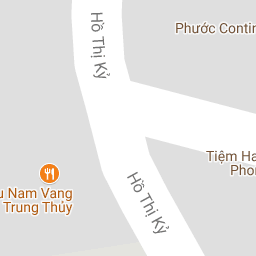 Hồ Thị Kỷ
Phước Contin
Tiệm Ha
Phon
u Nam Vang
Trung Thủy
Hồ Thị Kỷ